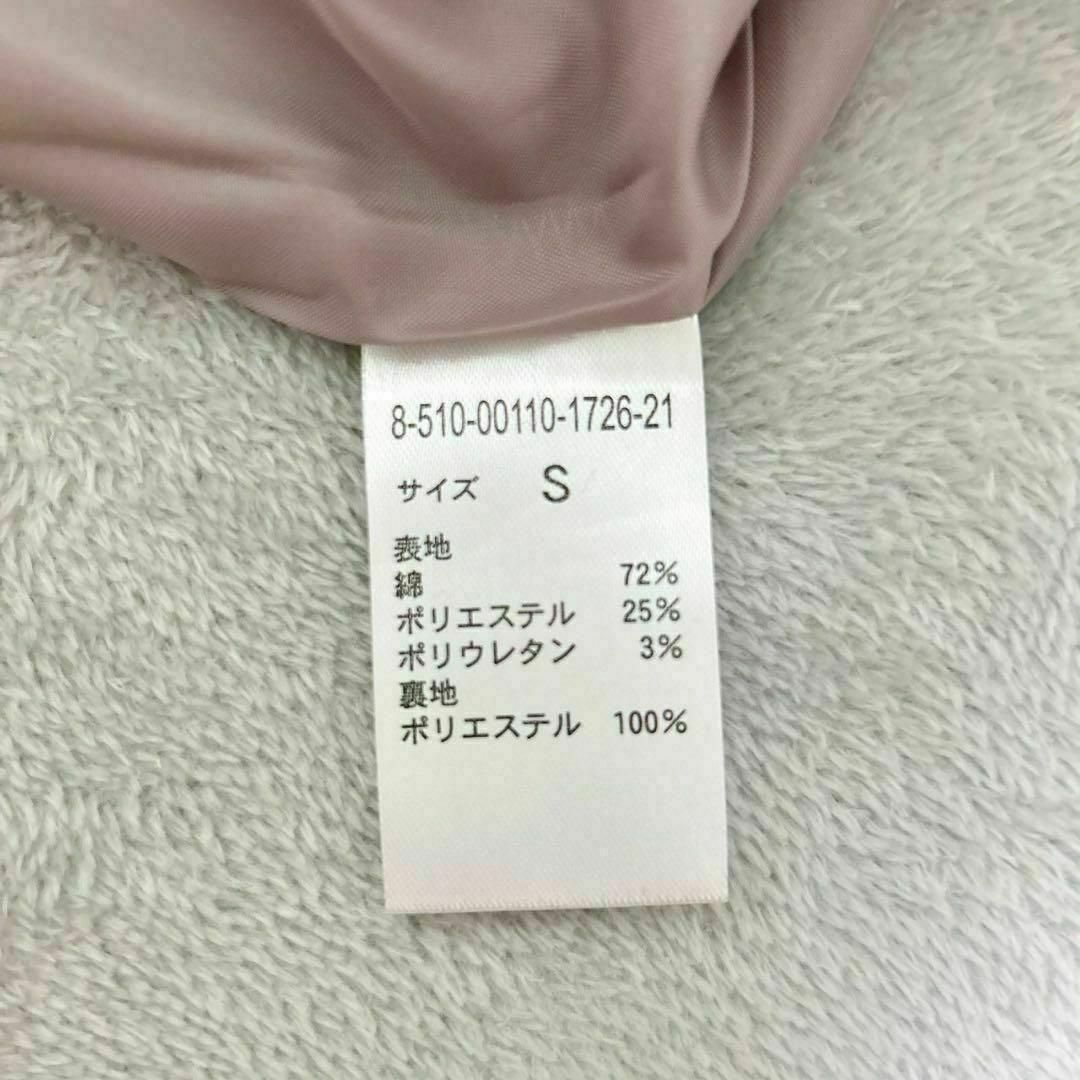 8-510-00110-1726-21
サイズ S
表地
綿 72%
ポリエステル 25%
ポリウレタン 3%
裏地
ポリエステル 100%